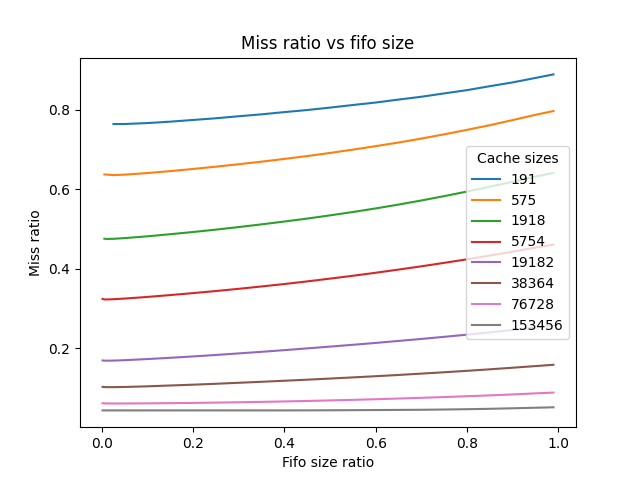 Miss ratio vs fifo size
Miss ratio
0.8
0.6
0.4
0.2
Cache sizes
191
575
1918
5754
19182
38364
76728
153456
0.0 0.2 0.4 0.6 0.8 1.0
Fifo size ratio